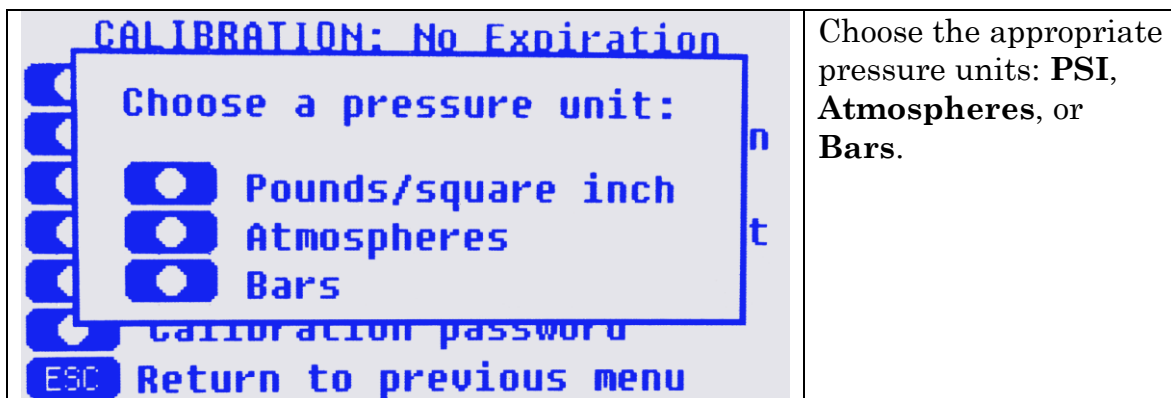 CALIBRATION: No Expiration
Choose a pressure unit:
n
Pounds/square inch
Atmospheres
t
Bars
Calibration password
ESC Return to previous menu
Choose the appropriate
pressure units: PSI,
Atmospheres, or
Bars.